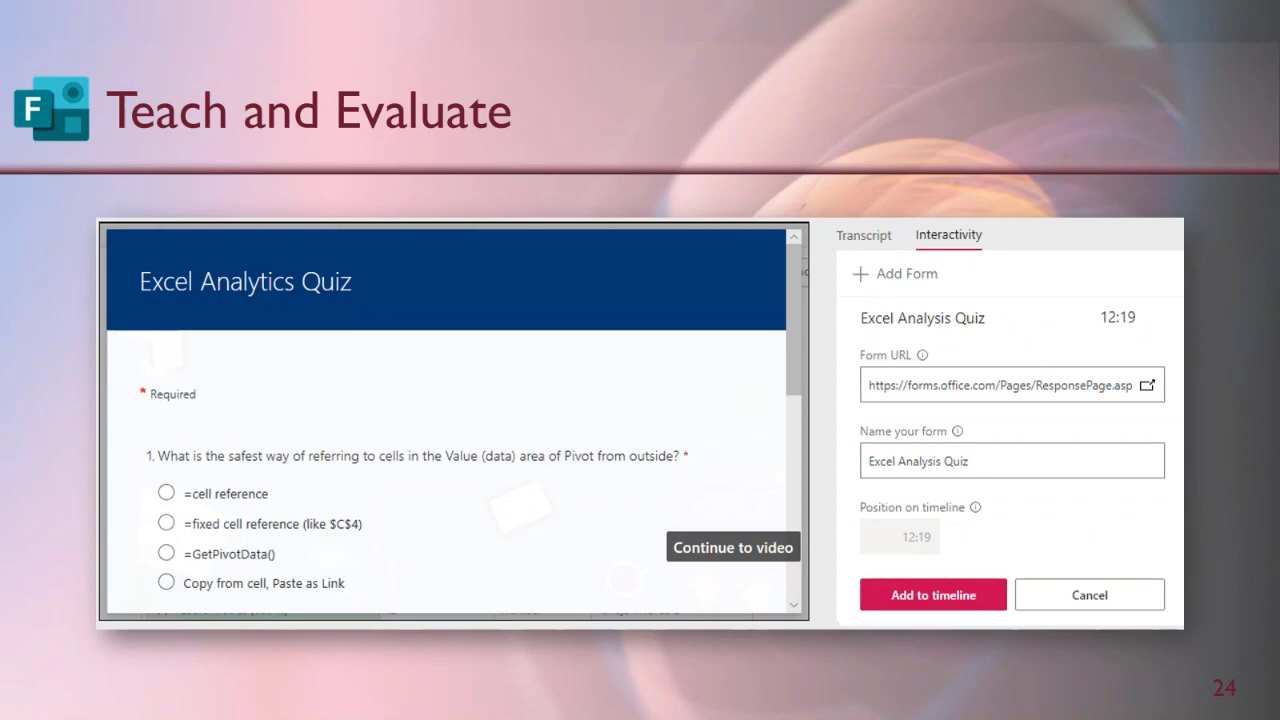 F
Teach and Evaluate
Excel Analytics Quiz
* Required
1. What is the safest way of referring to cells in the Value (data) area of Pivot from outside? *
=cell reference
=fixed cell reference (like $C$4)
=GetPivotData()
Copy from cell, Paste as Link
Continue to video
Transcript Interactivity
+ Add Form
Excel Analysis Quiz 12:19
Form URL
https://forms.office.com/Pages/ResponsePage.asp
Name your form
Excel Analysis Quiz
Position on timeline
12:19
Add to timeline Cancel
24